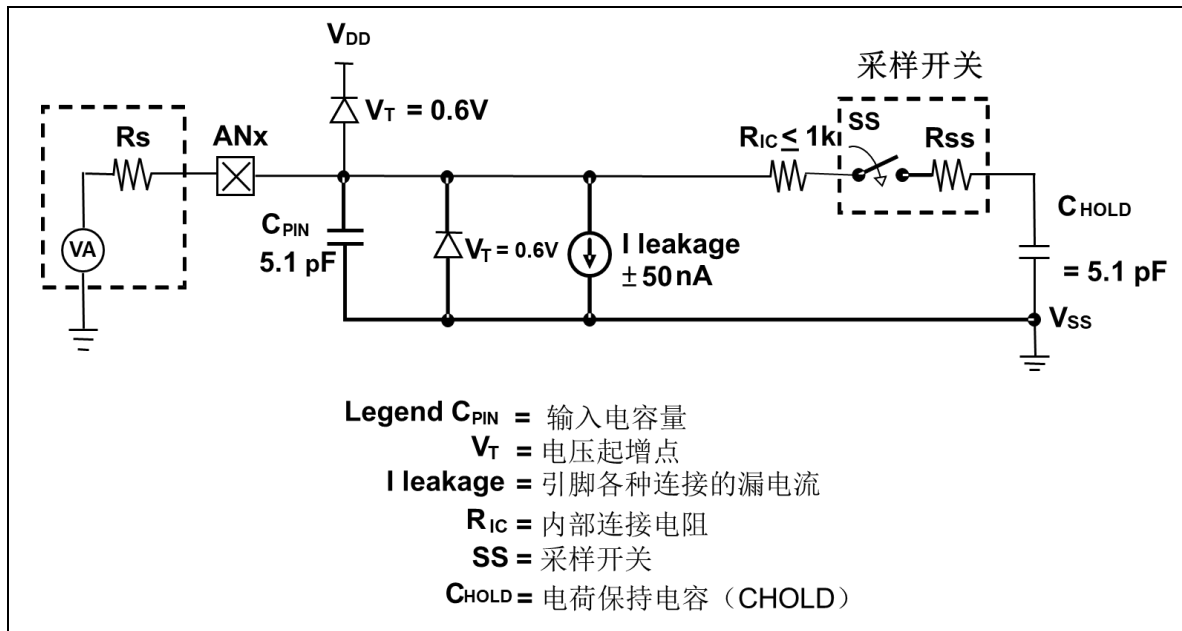 VDD
采样开关
VT = 0.6V
Rs
ANx
RIC ≤ 1k
SS
Rss
CPIN
5.1 pF
VT = 0.6V
I leakage
± 50nA
CHOLD
= 5.1 pF
VA
VSS
Legend CPIN = 输入电容量
VT = 电压起增点
I leakage = 引脚各种连接的漏电流
RIC = 内部连接电阻
SS = 采样开关
CHOLD = 电荷保持电容（CHOLD）